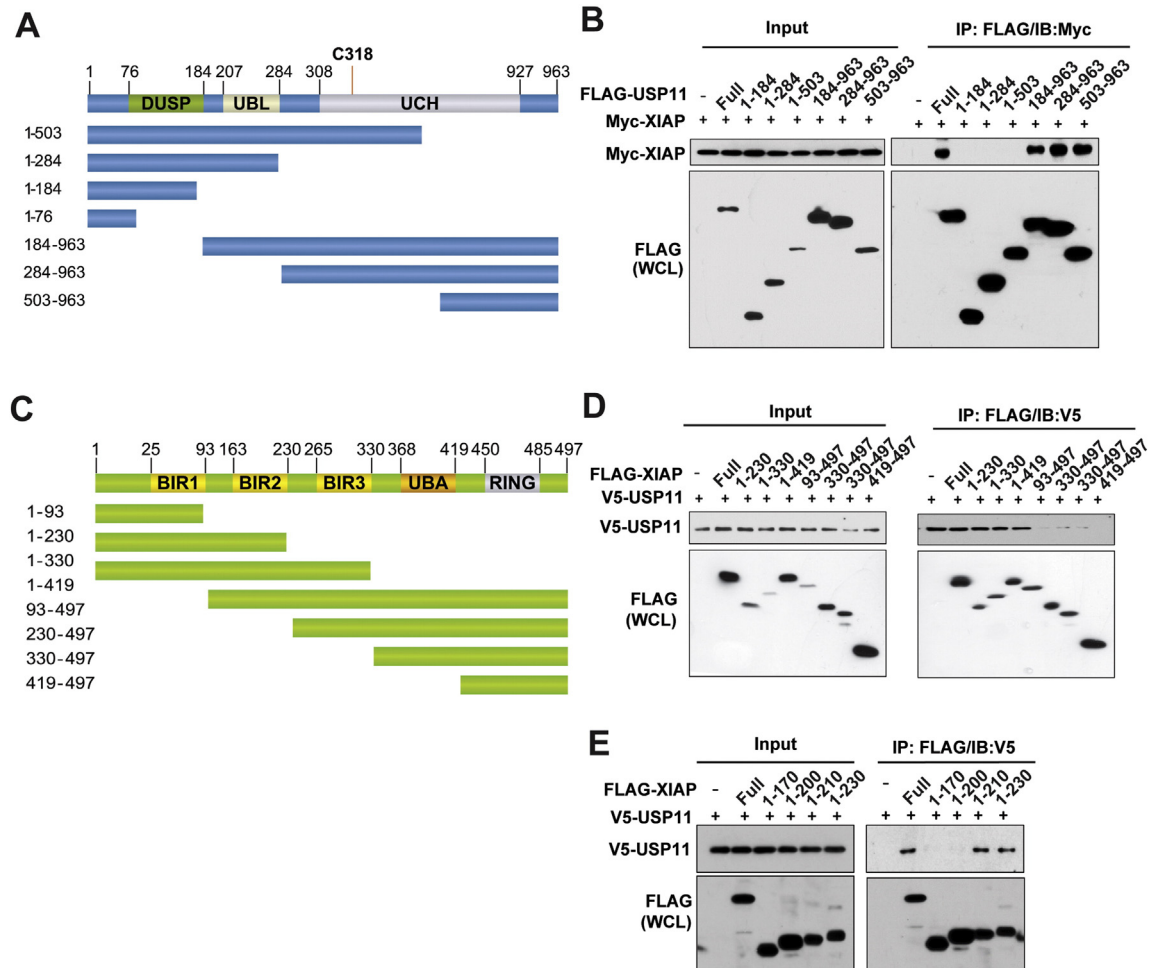 A
C318
1 76 184 207 284 308 927 963
DUSP UBL UCH
1-503
1-284
1-184
1-76
184-963
284-963
503-963
B
Input IP: FLAG/IB:Myc
FLAG-USP11 - Full 1-184 1-284 1-503 184-963 284-963 503-963 - Full 1-184 1-284 1-503 184-963 284-963 503-963
Myc-XIAP + + + + + + + + + + + + + + + +
Myc-XIAP
FLAG
(WCL)
C
1 25 93 163 230 265 330 368 419 450 485 497
BIR1 BIR2 BIR3 UBA RING
1-93
1-230
1-330
1-419
93-497
230-497
330-497
419-497
D
Input IP: FLAG/IB:V5
FLAG-XIAP - Full 1-230 1-330 1-419 93-497 330-497 330-497 419-497 - Full 1-230 1-330 1-419 93-497 330-497 330-497 419-497
V5-USP11 + + + + + + + + + + + + + + + + + +
V5-USP11
FLAG
(WCL)
E
Input IP: FLAG/IB:V5
FLAG-XIAP - Full 1-170 1-200 1-210 1-230 - Full 1-170 1-200 1-210 1-230
V5-USP11 + + + + + + + + + + + +
V5-USP11
FLAG
(WCL)